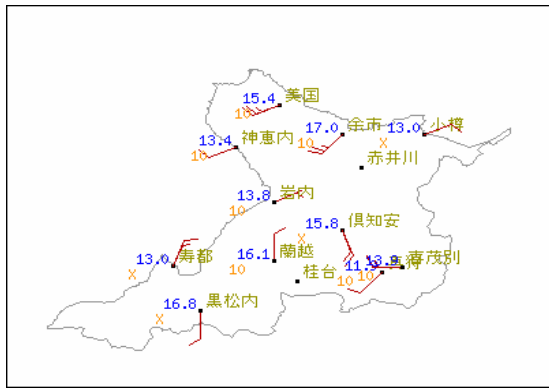 15.4 美国
10
17.0 余市
10
13.0 小樽
X
13.4 神恵内
10
赤井川
13.8 岩内
10
15.8 倶知安
X
13.0 寿都
X
16.1 蘭越
10
13.9 喜茂別
10
11.9 真狩
10
桂台
16.8 黒松内
X